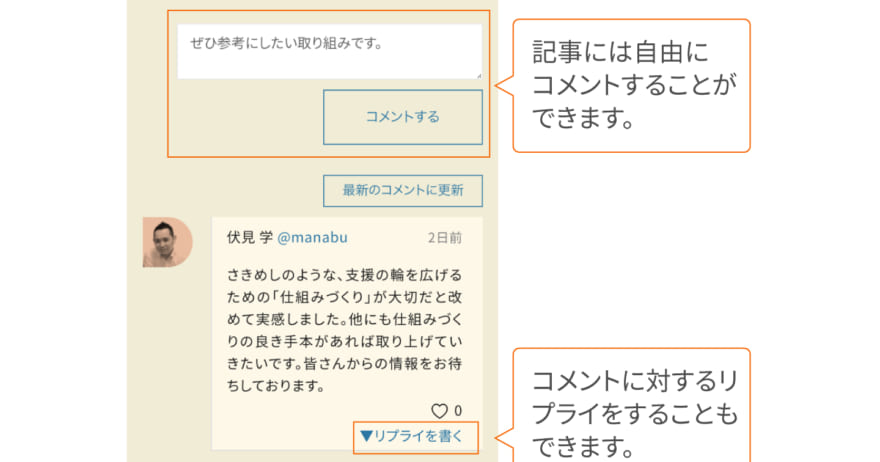 ぜひ参考にしたい取り組みです。
コメントする
記事には自由に
コメントすることが
できます。
最新のコメントに更新
伏見 学 @manabu 2日前
さきめしのような、支援の輪を広げる
ための「仕組みづくり」が大切だと改
めて実感しました。他にも仕組みづく
りの良き手本があれば取り上げてい
きたいです。皆さんからの情報をお待
ちしております。
0
▼リプライを書く
コメントに対するリ
プライをすることも
できます。